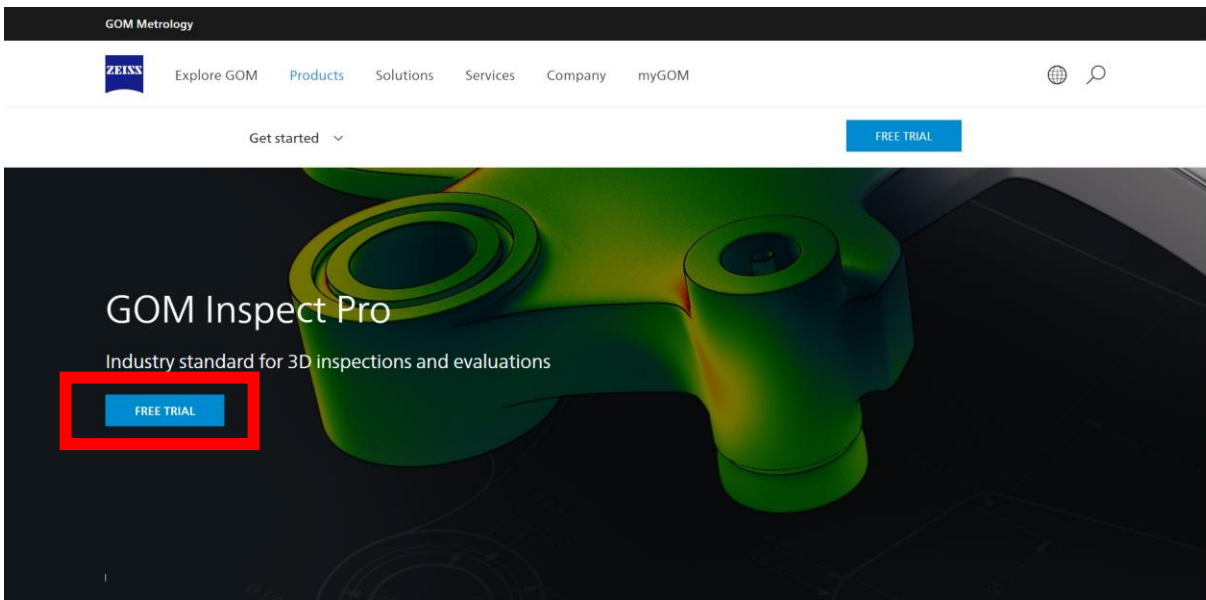 GOM Metrology
ZEISS
Explore GOM Products Solutions Services Company myGOM
Get started FREE TRIAL
GOM Inspect Pro
Industry standard for 3D inspections and evaluations
FREE TRIAL